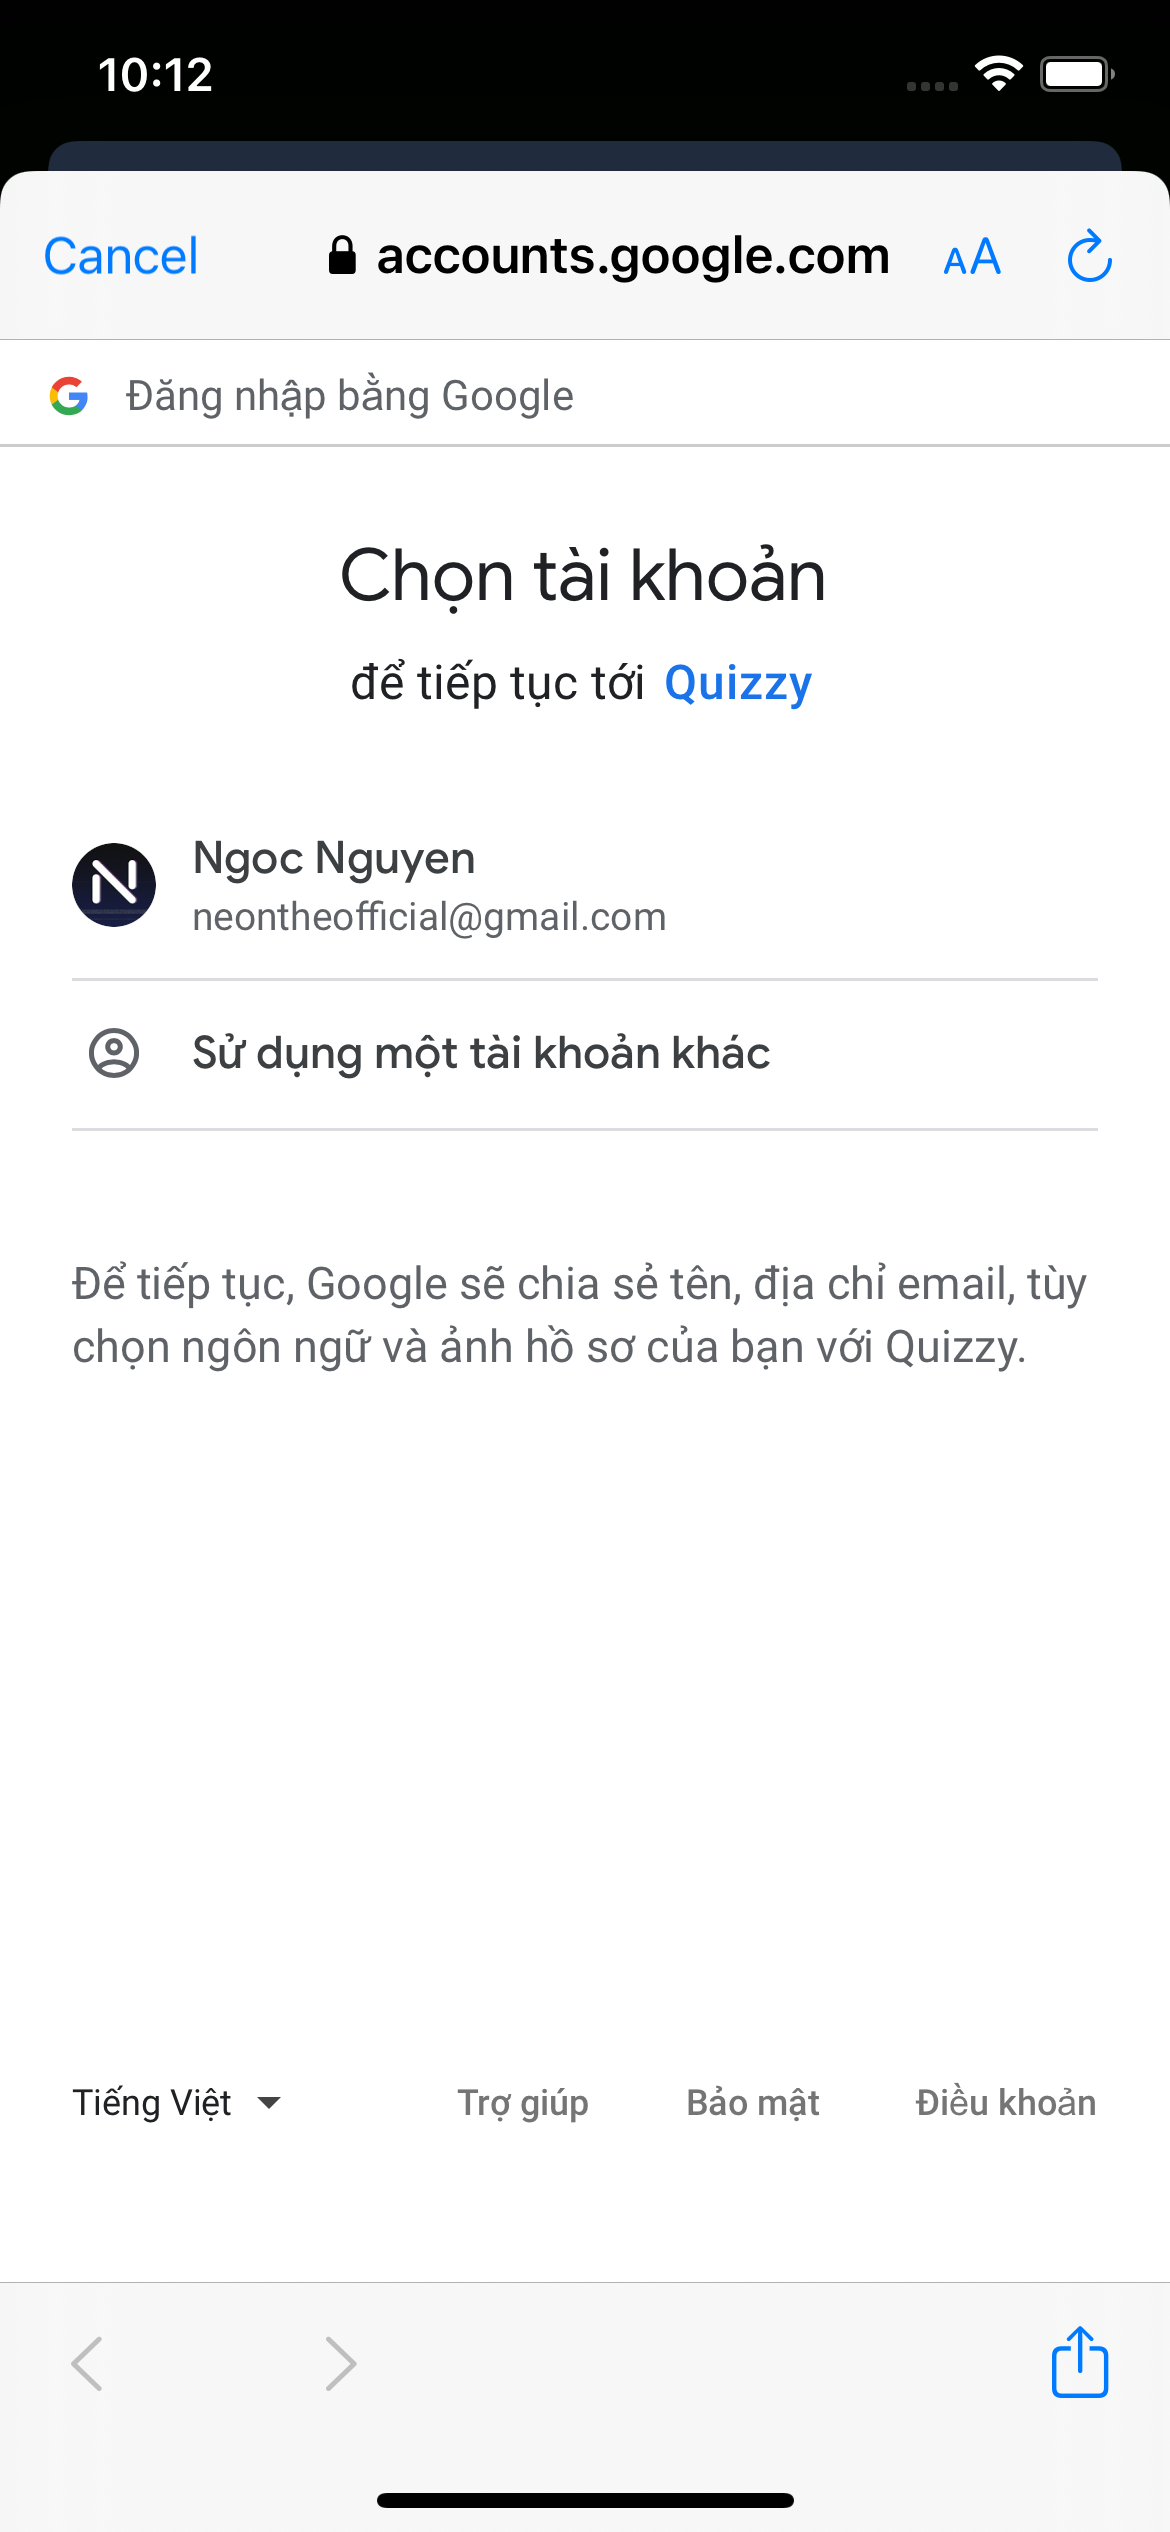 10:12
Cancel
accounts.google.com
AA
Đăng nhập bằng Google
Chọn tài khoản
để tiếp tục tới Quizzy
N
Ngoc Nguyen
neontheofficial@gmail.com
Sử dụng một tài khoản khác
Để tiếp tục, Google sẽ chia sẻ tên, địa chỉ email, tùy
chọn ngôn ngữ và ảnh hồ sơ của bạn với Quizzy.
Tiếng Việt
Trợ giúp
Bảo mật
Điều khoản